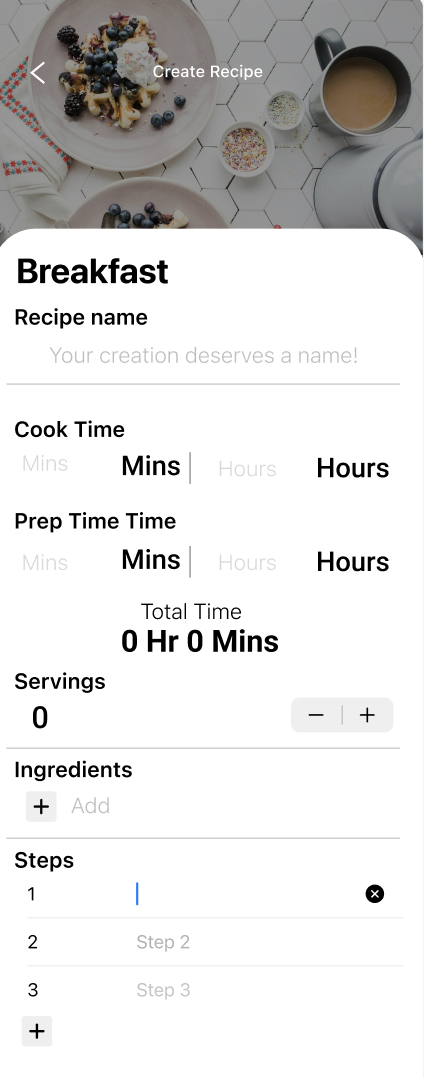 Create Recipe
Breakfast
Recipe name
Your creation deserves a name!
Cook Time
Mins Mins Hours Hours
Prep Time Time
Mins Mins Hours Hours
Total Time
0 Hr 0 Mins
Servings
0 − +
Ingredients
+ Add
Steps
1
2 Step 2
3 Step 3
+